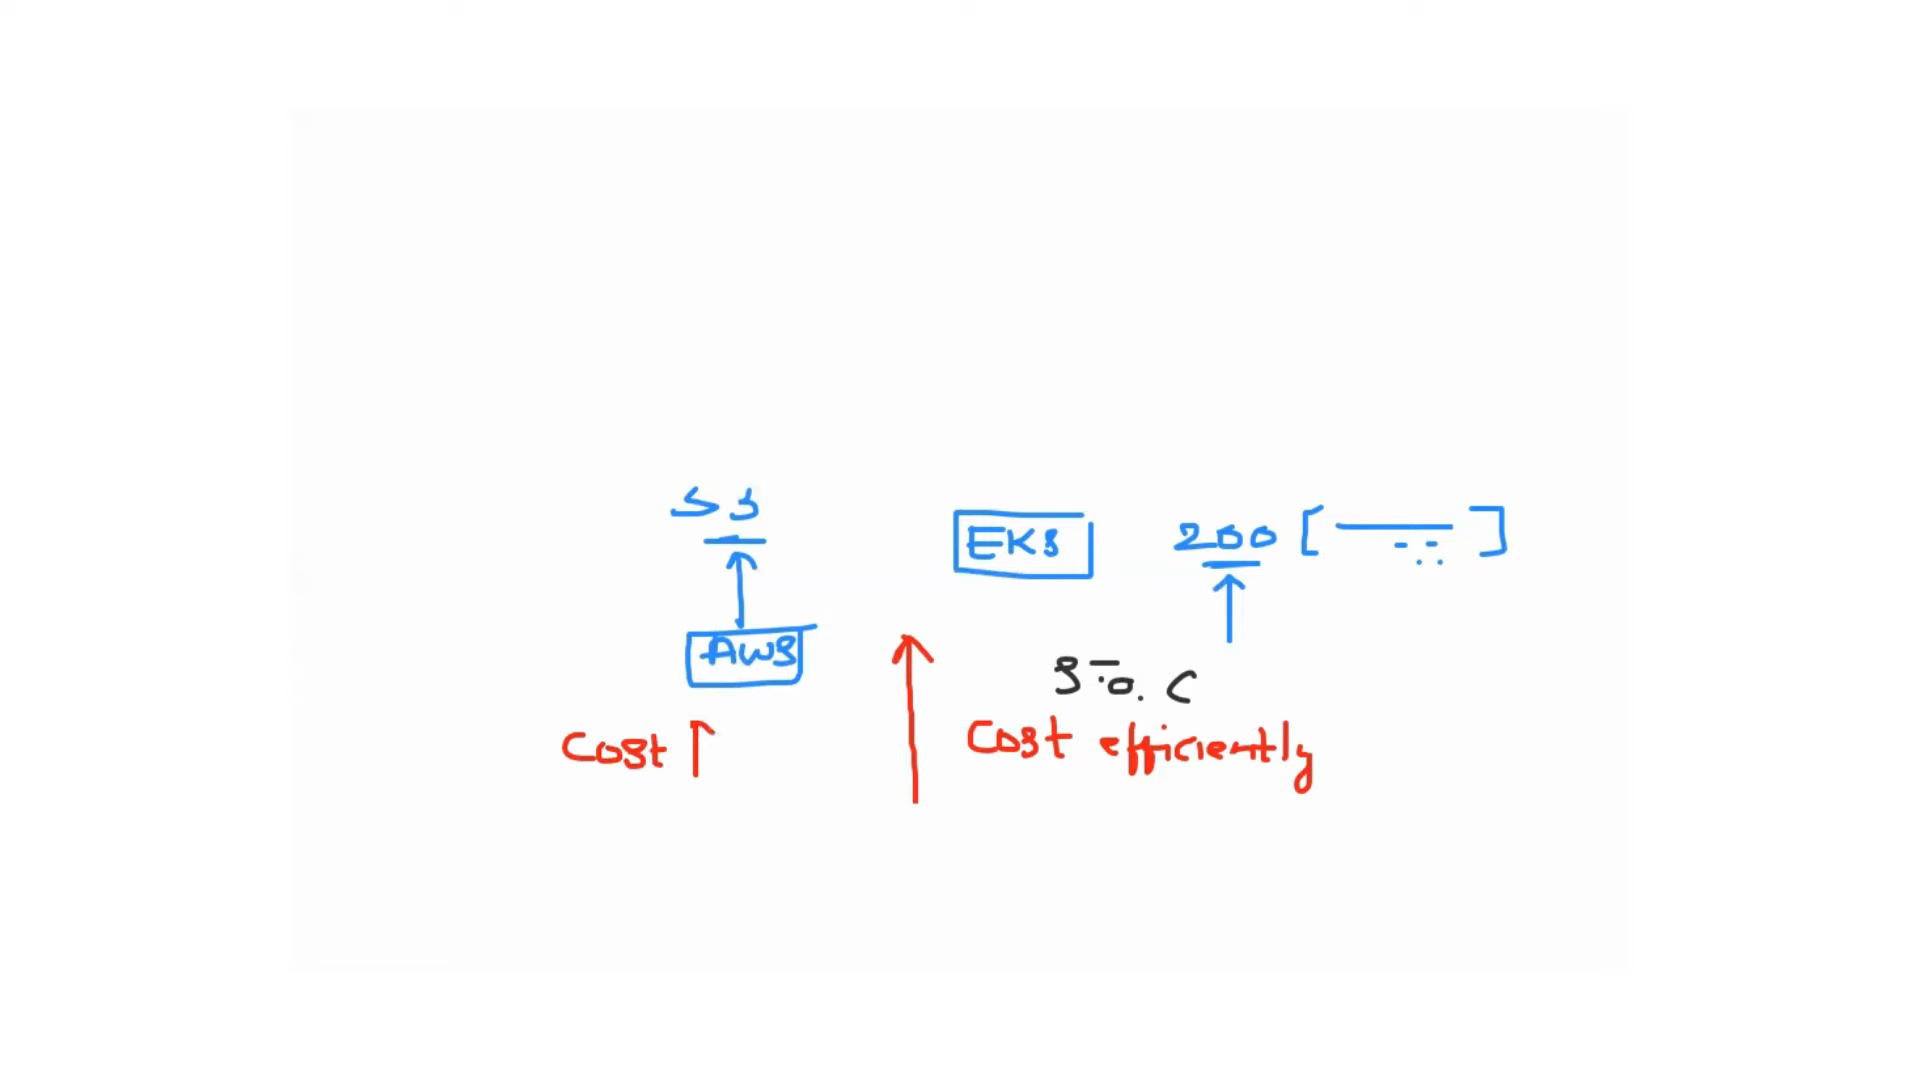 S3
EKS 200 [ ]
AWS
Cost ↑ Cost efficiently